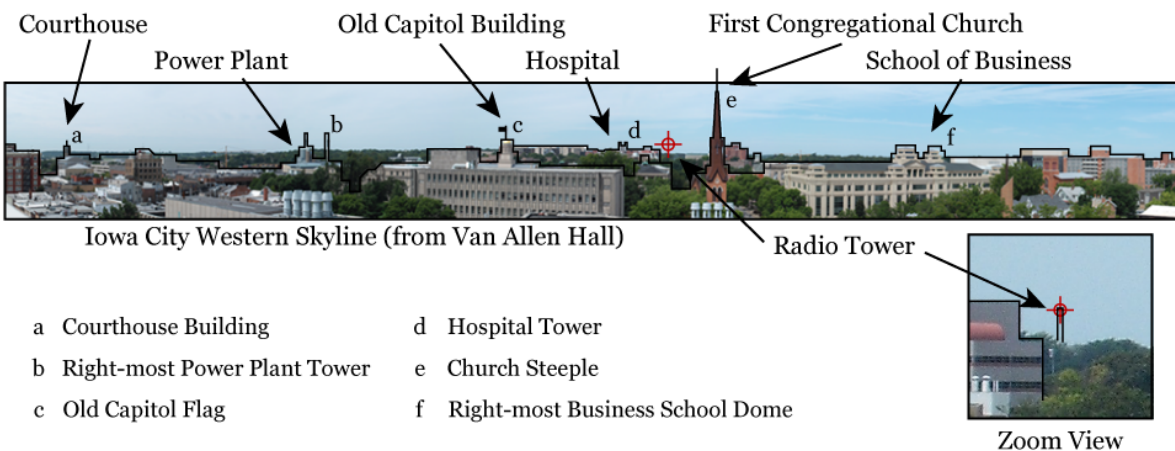 Courthouse
Power Plant
Old Capitol Building
Hospital
First Congregational Church
School of Business
a
b
c
d
e
f
Iowa City Western Skyline (from Van Allen Hall)
Radio Tower
a Courthouse Building
b Right-most Power Plant Tower
c Old Capitol Flag
d Hospital Tower
e Church Steeple
f Right-most Business School Dome
Zoom View